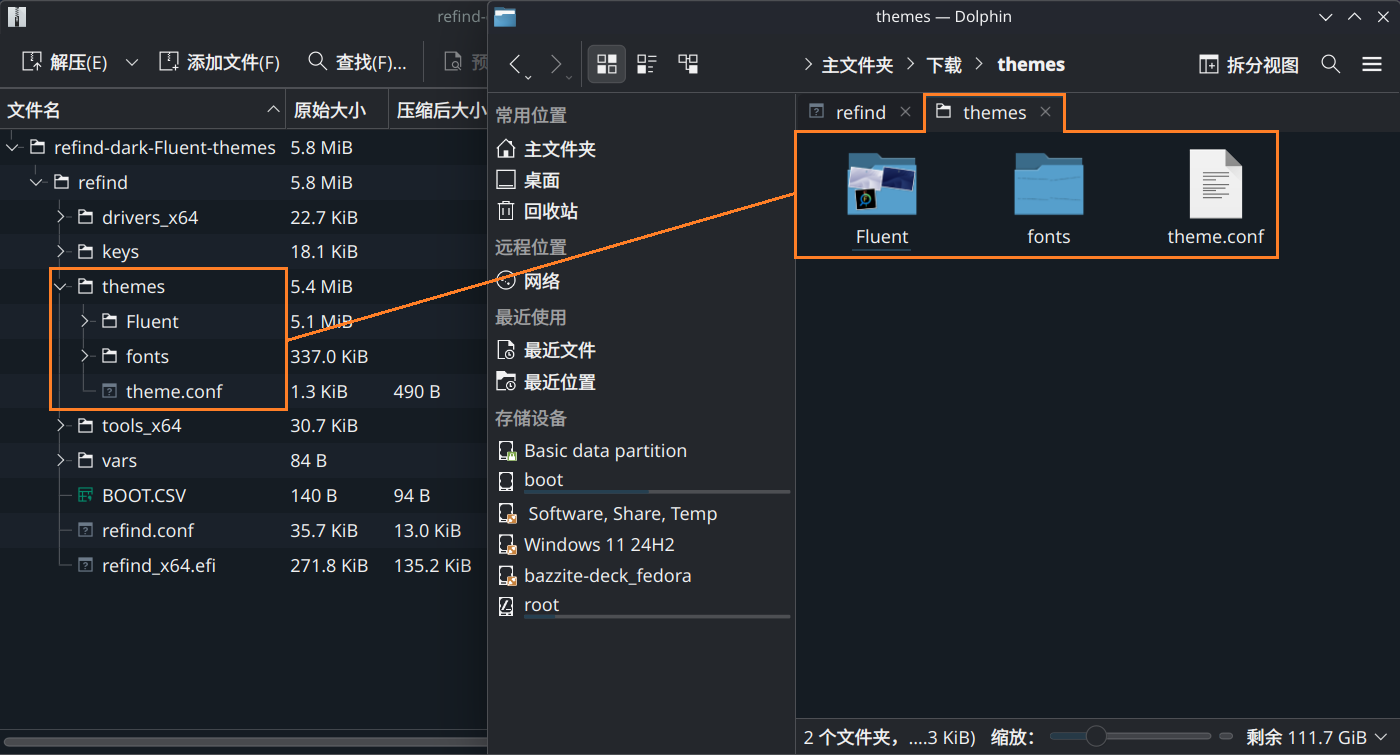 refind-
解压(E)
添加文件(F)
查找(F)...
预
文件名
原始大小
压缩后大小
refind-dark-Fluent-themes 5.8 MiB
refind 5.8 MiB
drivers_x64 22.7 KiB
keys 18.1 KiB
themes 5.4 MiB
Fluent 5.1 MiB
fonts 337.0 KiB
theme.conf 1.3 KiB 490 B
tools_x64 30.7 KiB
vars 84 B
BOOT.CSV 140 B 94 B
refind.conf 35.7 KiB 13.0 KiB
refind_x64.efi 271.8 KiB 135.2 KiB
themes — Dolphin
主文件夹
下载
themes
拆分视图
常用位置
主文件夹
桌面
回收站
远程位置
网络
最近使用
最近文件
最近位置
存储设备
Basic data partition
boot
Software, Share, Temp
Windows 11 24H2
bazzite-deck_fedora
root
refind
themes
Fluent
fonts
theme.conf
2 个文件夹，....3 KiB)
缩放：
剩余 111.7 GiB